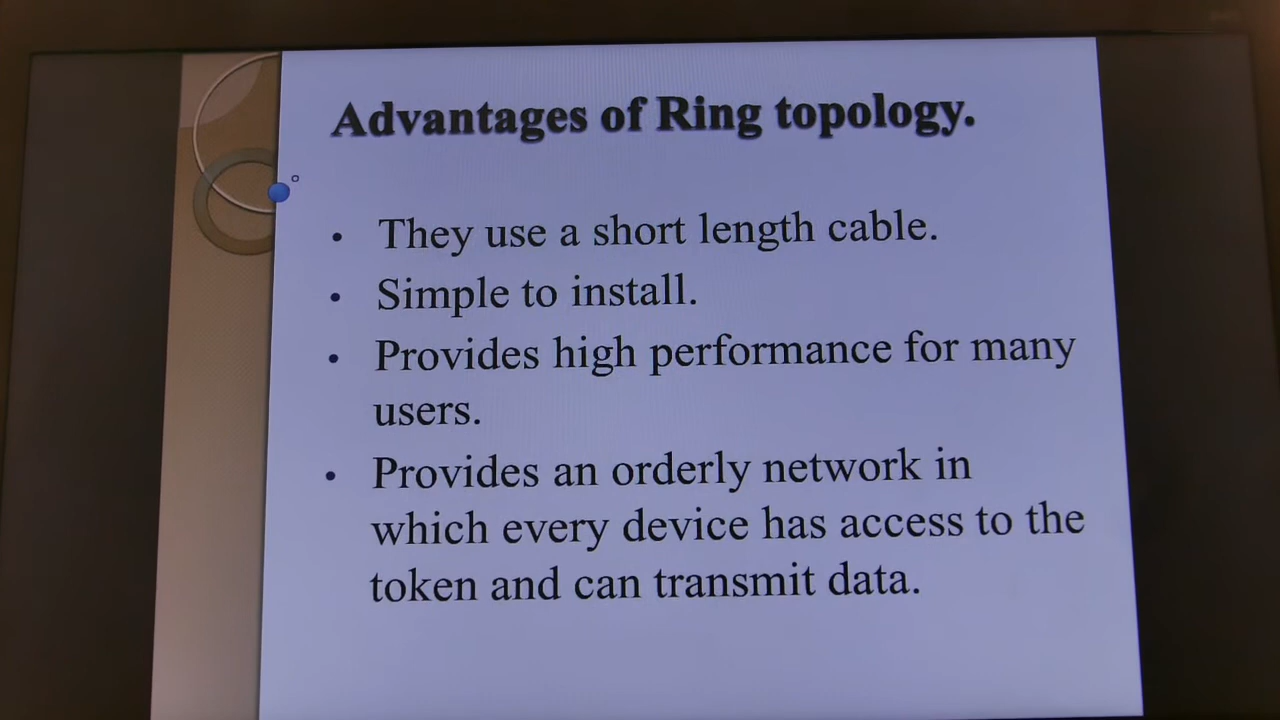 Advantages of Ring topology.
• They use a short length cable.
• Simple to install.
• Provides high performance for many
users.
• Provides an orderly network in
which every device has access to the
token and can transmit data.